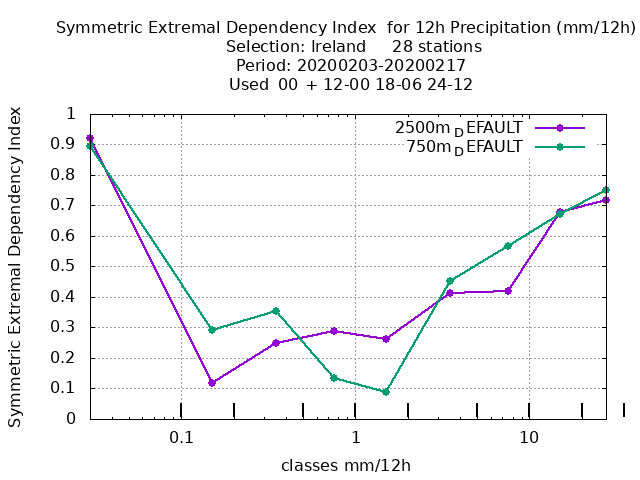 Symmetric Extremal Dependency Index  for 12h Precipitation (mm/12h)
Selection: Ireland     28 stations
Period: 20200203-20200217
Used  00  + 12-00 18-06 24-12
2500m_DEFAULT
750m_DEFAULT
Symmetric Extremal Dependency Index
1
0.9
0.8
0.7
0.6
0.5
0.4
0.3
0.2
0.1
0
0.1 1 10
classes mm/12h